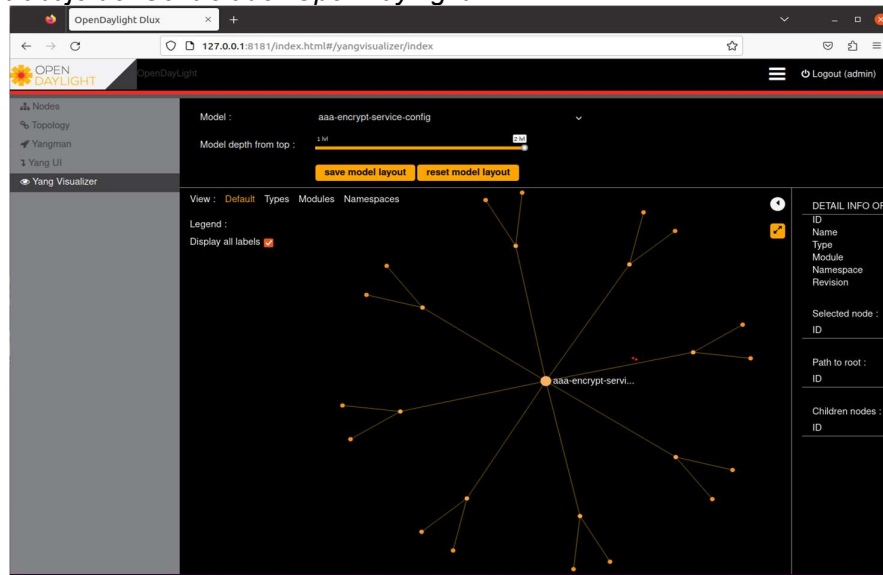 OpenDaylight Dlux
127.0.0.1:8181/index.html#/yangvisualizer/index
OPEN
DAYLIGHT
OpenDayLight
Logout (admin)
Nodes
Topology
Yangman
Yang UI
Yang Visualizer
Model :
aaa-encrypt-service-config
Model depth from top :
1 lvl
2 lvl
save model layout
reset model layout
View : Default Types Modules Namespaces
Legend :
Display all labels
aaa-encrypt-servi...
DETAIL INFO OF
ID
Name
Type
Module
Namespace
Revision
Selected node :
ID
Path to root :
ID
Children nodes :
ID